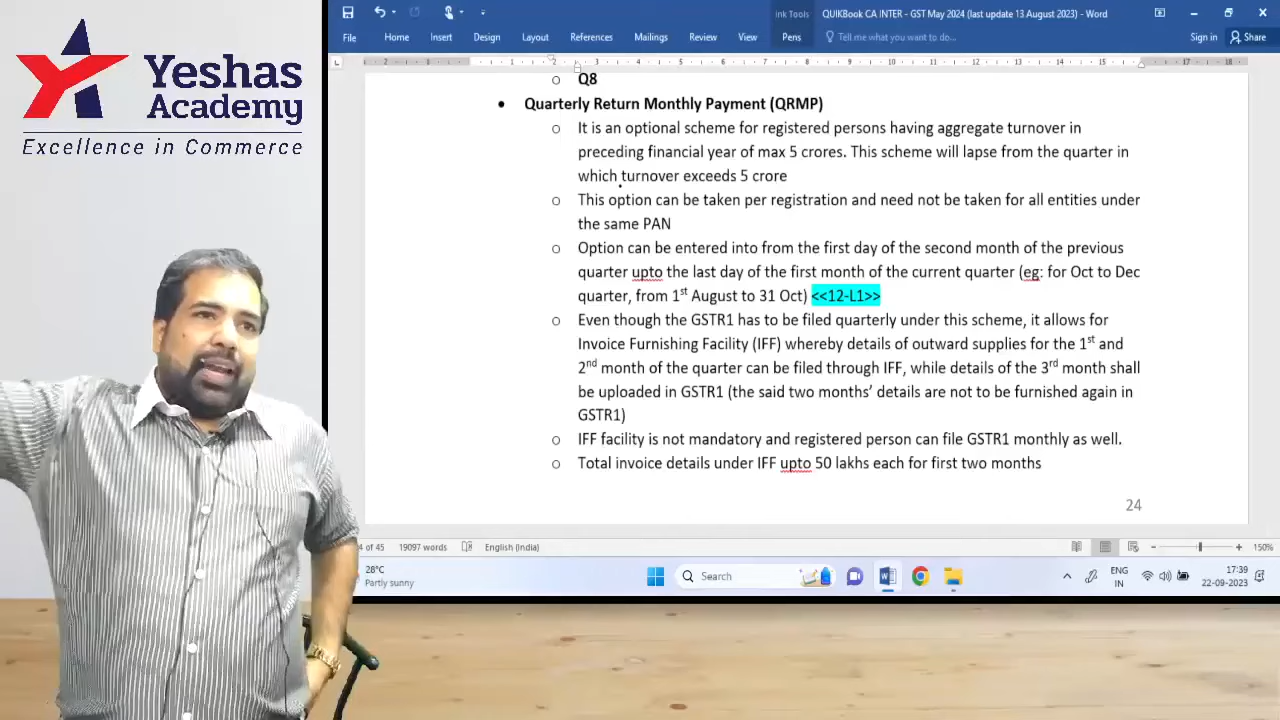 Yeshas
Academy
Excellence in Commerce
Ink Tools
QUIKBook CA INTER - GST May 2024 (last update 13 August 2023) - Word
File
Home
Insert
Design
Layout
References
Mailings
Review
View
Pens
Tell me what you want to do...
Sign in
Share
o Q8
• Quarterly Return Monthly Payment (QRMP)
o It is an optional scheme for registered persons having aggregate turnover in
preceding financial year of max 5 crores. This scheme will lapse from the quarter in
which turnover exceeds 5 crore
o This option can be taken per registration and need not be taken for all entities under
the same PAN
o Option can be entered into from the first day of the second month of the previous
quarter upto the last day of the first month of the current quarter (eg: for Oct to Dec
quarter, from 1st August to 31 Oct) <<12-L1>>
o Even though the GSTR1 has to be filed quarterly under this scheme, it allows for
Invoice Furnishing Facility (IFF) whereby details of outward supplies for the 1st and
2nd month of the quarter can be filed through IFF, while details of the 3rd month shall
be uploaded in GSTR1 (the said two months' details are not to be furnished again in
GSTR1)
o IFF facility is not mandatory and registered person can file GSTR1 monthly as well.
o Total invoice details under IFF upto 50 lakhs each for first two months
24
4 of 45
19097 words
English (India)
150%
28°C
Partly sunny
Search
ENG
IN
17:39
22-09-2023